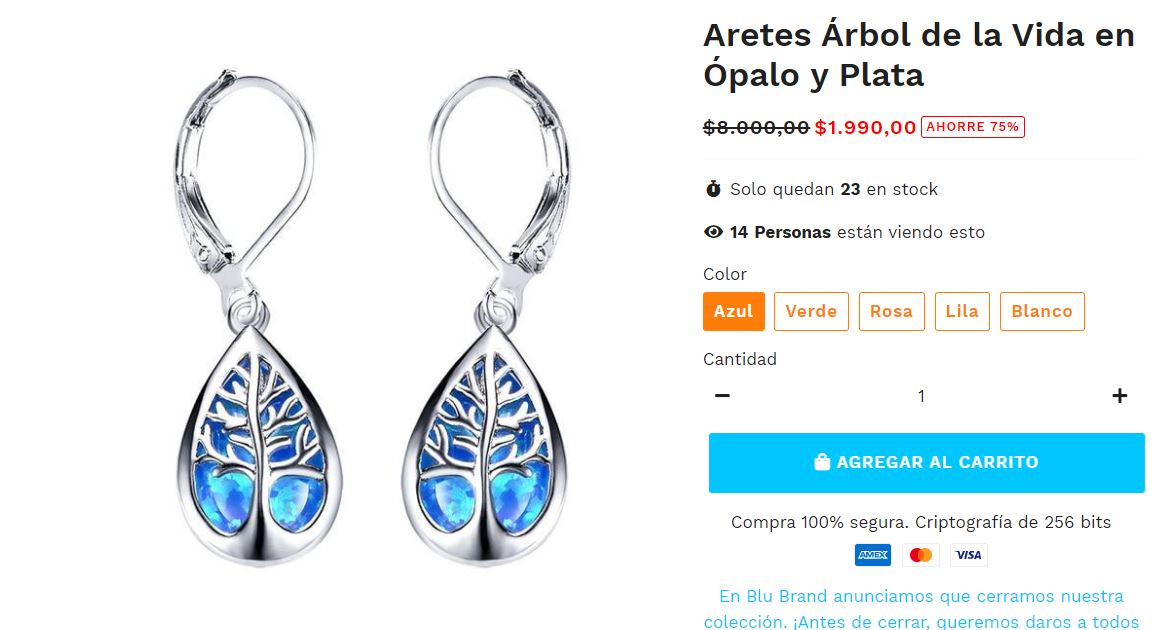 Aretes Árbol de la Vida en
Ópalo y Plata
$8.000,00 $1.990,00 AHORRE 75%
Solo quedan 23 en stock
14 Personas están viendo esto
Color
Azul Verde Rosa Lila Blanco
Cantidad
− 1 +
AGREGAR AL CARRITO
Compra 100% segura. Criptografía de 256 bits
AMEX VISA
En Blu Brand anunciamos que cerramos nuestra
colección. ¡Antes de cerrar, queremos daros a todos